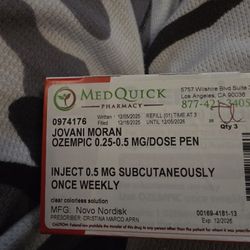 MEDQUICK
PHARMACY
5757 Wilshire Blvd Suite
Los Angeles, CA 90036
877-42
Written 12/05/2025
REFILL (01) TIME AT 3
0974176
Filled 12/18/2025
UNTIL 12/05/2026
Qty 3
JOVANI MORAN
OZEMPIC 0.25-0.5 MG/DOSE PEN
INJECT 0.5 MG SUBCUTANEOUSLY
ONCE WEEKLY
clear colorless solution
MFG: Novo Nordisk
00169-4181-13
PRESCRIBER: CRISTINA MARCO APRN
Exp. 12/2026